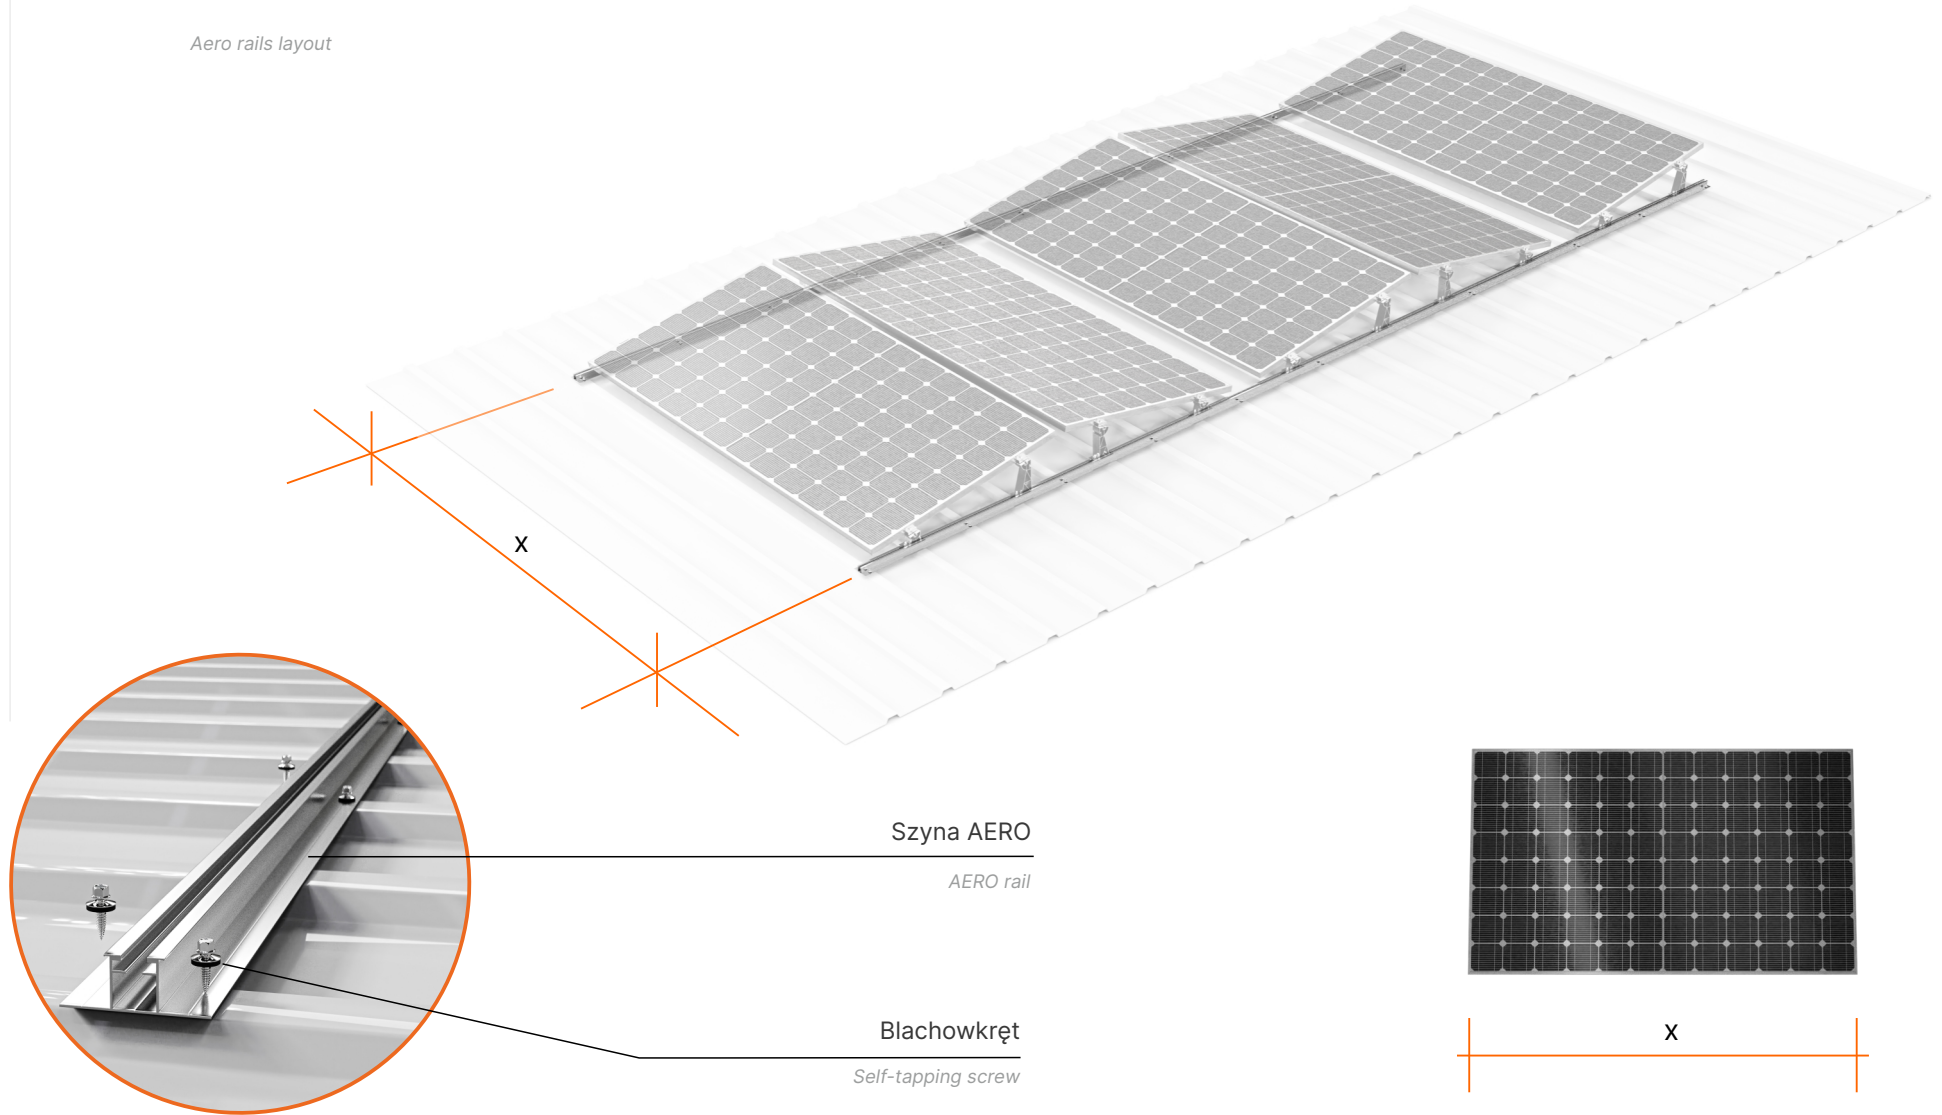 Aero rails layout
x
Szyna AERO
AERO rail
Blachowkręt
Self-tapping screw
x